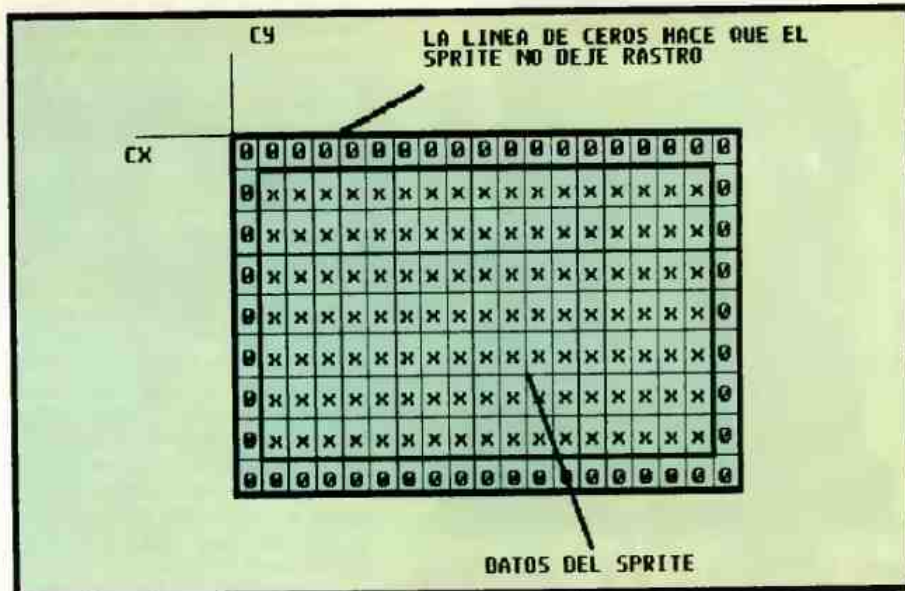 CY
LA LINEA DE CEROS HACE QUE EL
SPRITE NO DEJE RASTRO
CX
0 0 0 0 0 0 0 0 0 0 0 0 0 0 0 0 0 0 0
0 x x x x x x x x x x x x x x x x x 0
0 x x x x x x x x x x x x x x x x x 0
0 x x x x x x x x x x x x x x x x x 0
0 x x x x x x x x x x x x x x x x x 0
0 x x x x x x x x x x x x x x x x x 0
0 x x x x x x x x x x x x x x x x x 0
0 x x x x x x x x x x x x x x x x x 0
0 0 0 0 0 0 0 0 0 0 0 0 0 0 0 0 0 0 0
DATOS DEL SPRITE